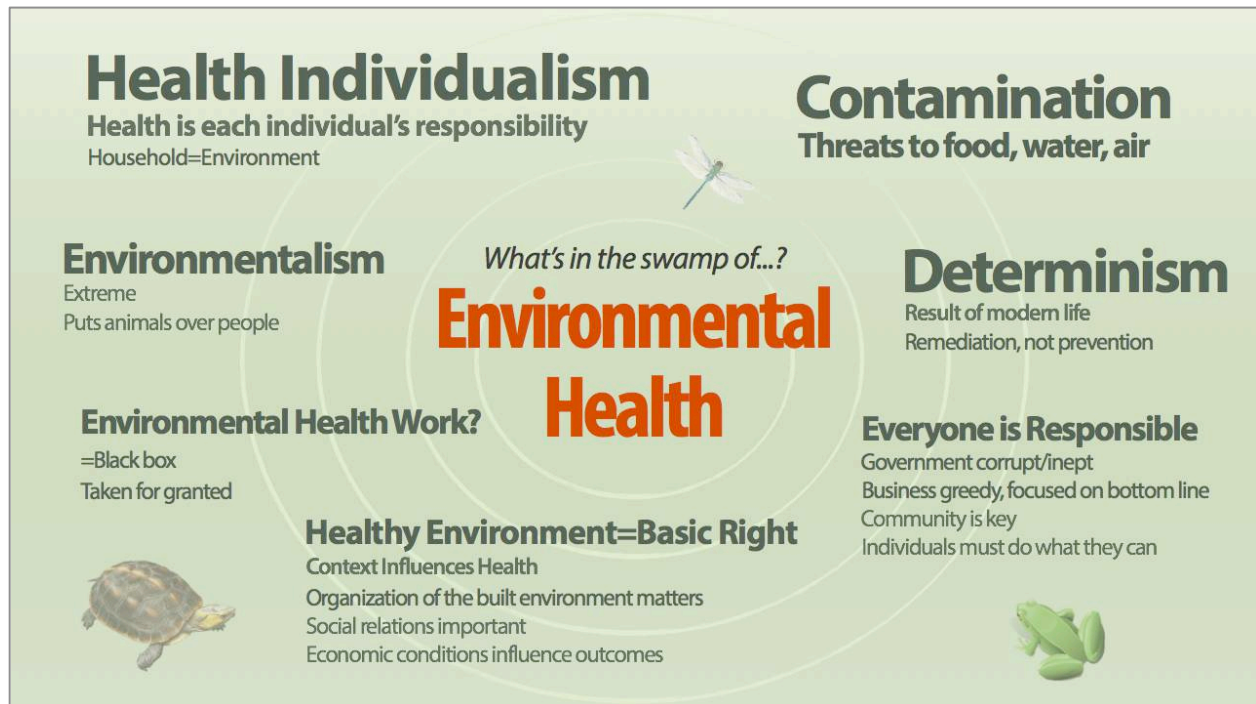 Health Individualism
Health is each individual's responsibility
Household=Environment
Contamination
Threats to food, water, air
Environmentalism
Extreme
Puts animals over people
What's in the swamp of...?
Environmental
Health
Determinism
Result of modern life
Remediation, not prevention
Environmental Health Work?
=Black box
Taken for granted
Everyone is Responsible
Government corrupt/inept
Business greedy, focused on bottom line
Community is key
Individuals must do what they can
Healthy Environment=Basic Right
Context Influences Health
Organization of the built environment matters
Social relations important
Economic conditions influence outcomes